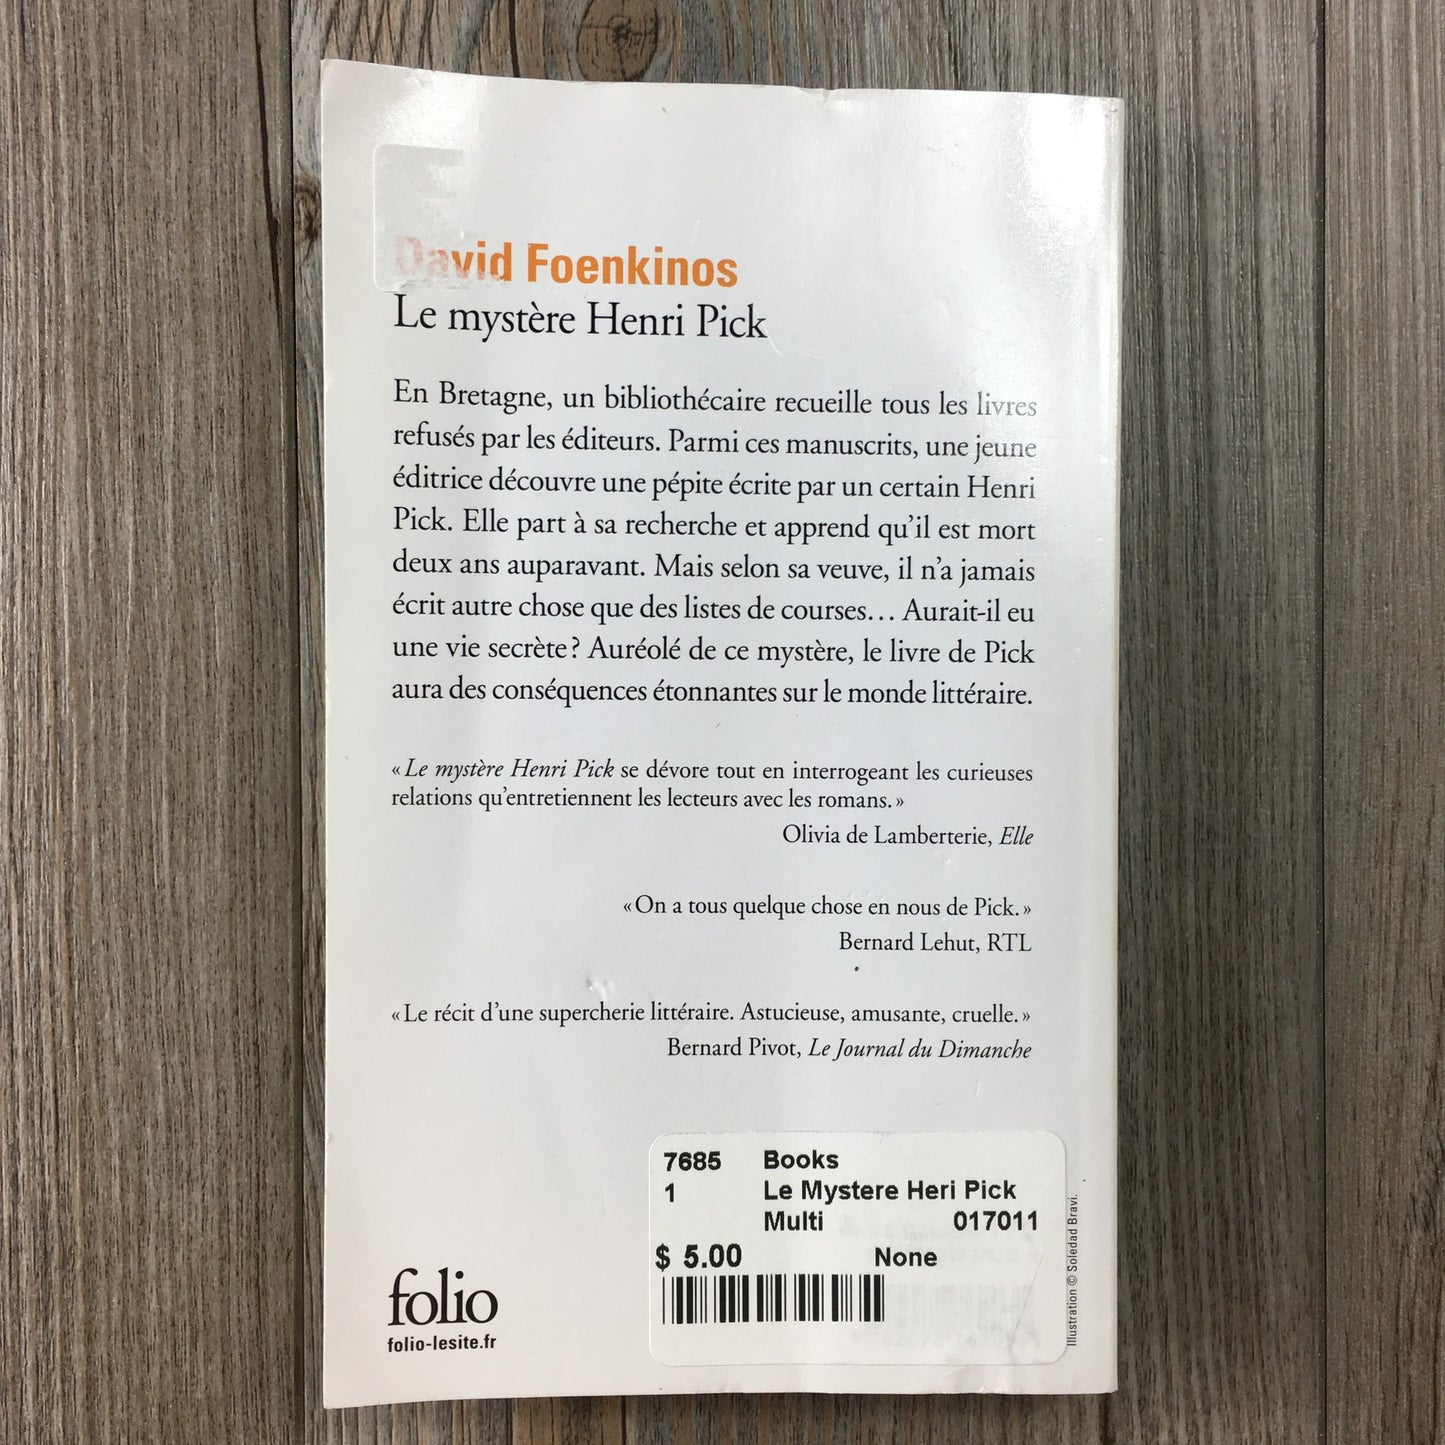 David Foenkinos
Le mystère Henri Pick
En Bretagne, un bibliothécaire recueille tous les livres
refusés par les éditeurs. Parmi ces manuscrits, une jeune
éditrice découvre une pépite écrite par un certain Henri
Pick. Elle part à sa recherche et apprend qu'il est mort
deux ans auparavant. Mais selon sa veuve, il n'a jamais
écrit autre chose que des listes de courses… Aurait-il eu
une vie secrète? Auréolé de ce mystère, le livre de Pick
aura des conséquences étonnantes sur le monde littéraire.
« Le mystère Henri Pick se dévore tout en interrogeant les curieuses
relations qu'entretiennent les lecteurs avec les romans. »
Olivia de Lamberterie, Elle
« On a tous quelque chose en nous de Pick. »
Bernard Lehut, RTL
« Le récit d'une supercherie littéraire. Astucieuse, amusante, cruelle. »
Bernard Pivot, Le Journal du Dimanche
7685 Books
1 Le Mystere Heri Pick
Multi 017011
$ 5.00 None
folio
folio-lesite.fr
Illustration © Soledad Bravi.